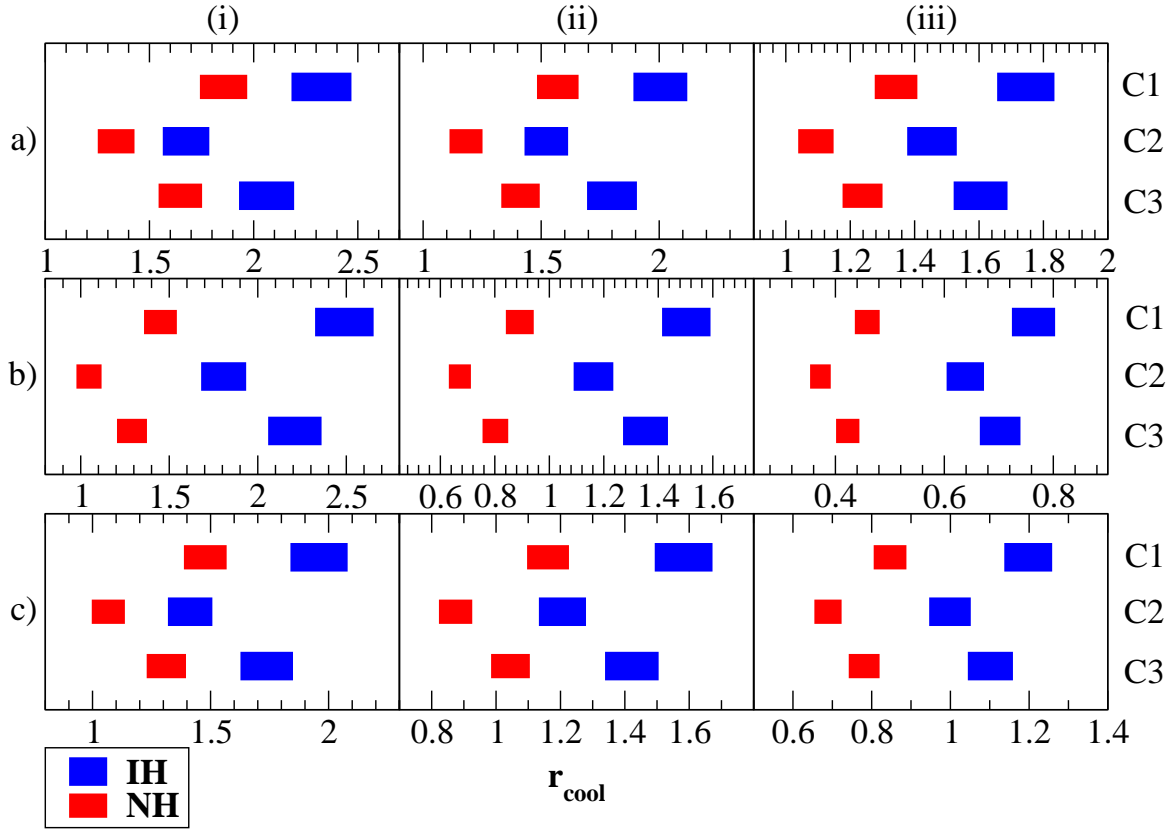 (i) (ii) (iii)
a) C1
C2
C3
1 1.5 2 2.5 1 1.5 2 1 1.2 1.4 1.6 1.8 2
b) C1
C2
C3
1 1.5 2 2.5 0.6 0.8 1 1.2 1.4 1.6 0.4 0.6 0.8
c) C1
C2
C3
1 1.5 2 0.8 1 1.2 1.4 1.6 0.6 0.8 1 1.2 1.4
IH
NH
r_cool